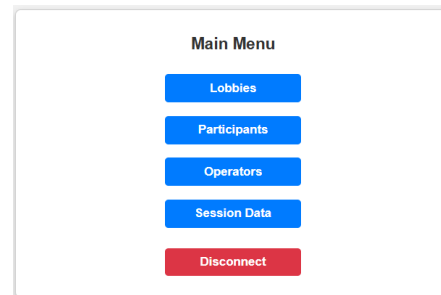 Main Menu
Lobbies
Participants
Operators
Session Data
Disconnect